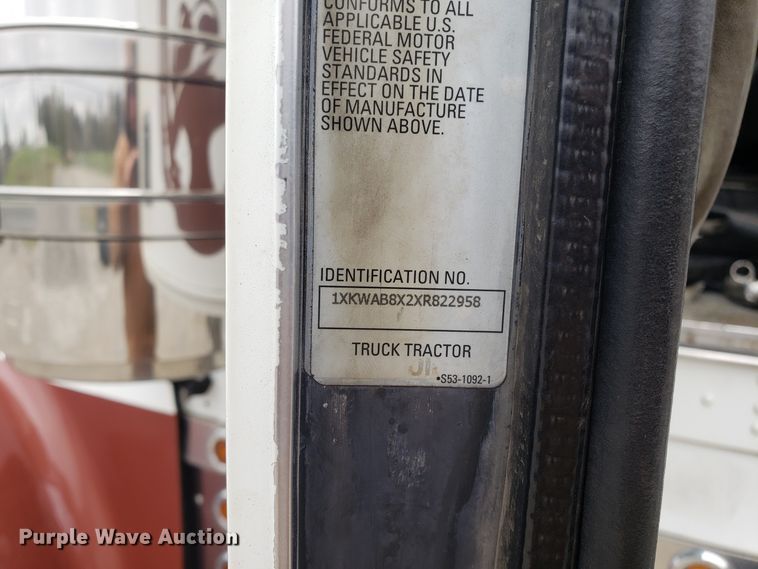 CONFORMS TO ALL
APPLICABLE U.S.
FEDERAL MOTOR
VEHICLE SAFETY
STANDARDS IN
EFFECT ON THE DATE
OF MANUFACTURE
SHOWN ABOVE.
IDENTIFICATION NO.
1XKWAB8X2XR822958
TRUCK TRACTOR
•S53-1092-1
Purple Wave Auction